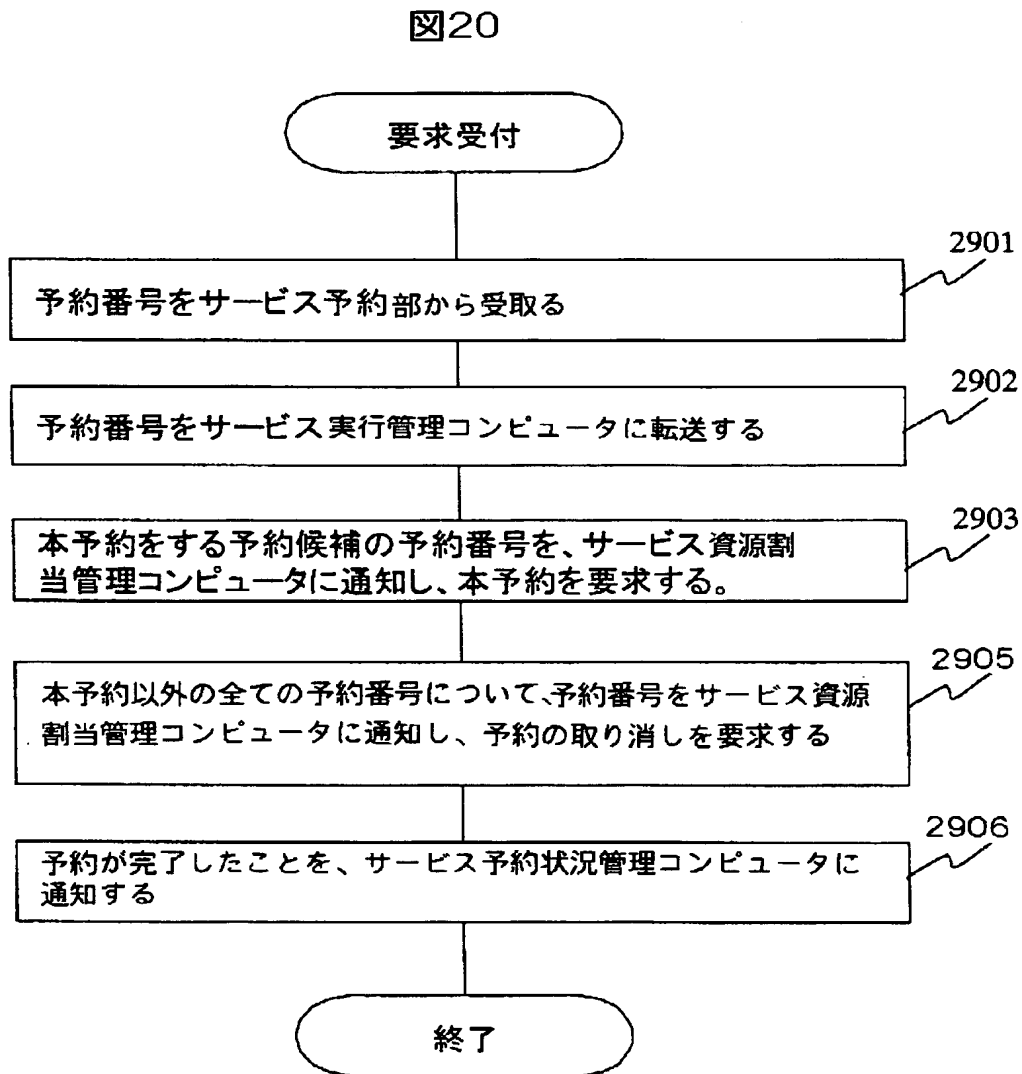 図20
要求受付
2901
予約番号をサービス予約部から受取る
2902
予約番号をサービス実行管理コンピュータに転送する
2903
本予約をする予約候補の予約番号を、サービス資源割
当管理コンピュータに通知し、本予約を要求する。
2905
本予約以外の全ての予約番号について、予約番号をサービス資源
割当管理コンピュータに通知し、予約の取り消しを要求する
2906
予約が完了したことを、サービス予約状況管理コンピュータに
通知する
終了